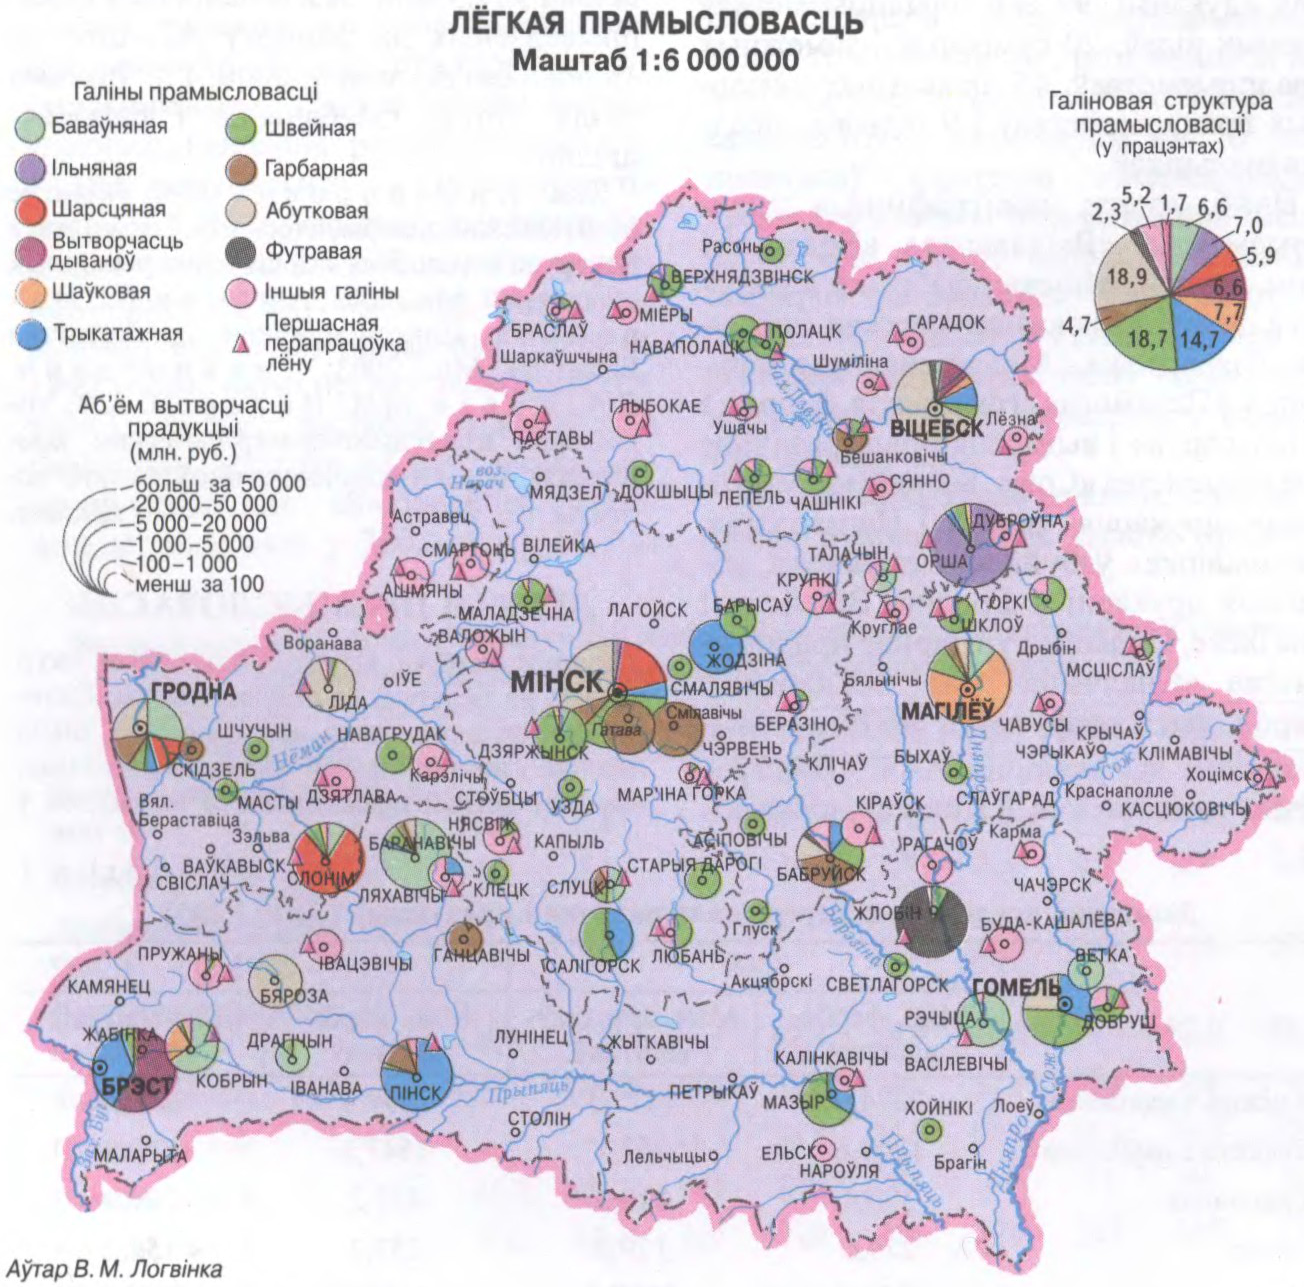 ЛЁГКАЯ ПРАМЫСЛОВАСЦЬ
Маштаб 1:6 000 000
Галіны прамысловасці
Баваўняная
Ільняная
Шарсцяная
Вытворчасць
дываноў
Шаўковая
Трыкатажная
Швейная
Гарбарная
Абутковая
Футравая
Іншыя галіны
Першасная
перапрацоўка
лёну
Аб'ём вытворчасці
прадукцыі
(млн. руб.)
больш за 50 000
20 000–50 000
5 000–20 000
1 000–5 000
100–1 000
менш за 100
Галіновая структура
прамысловасці
(у працэнтах)
5,2
1,7
6,6
2,3
7,0
5,9
18,9
6,6
7,7
4,7
18,7
14,7
Расоны
ВЕРХНЯДЗВІНСК
БРАСЛАЎ
МІЁРЫ
НАВАПОЛАЦК
ПОЛАЦК
ГАРАДОК
Шаркаўшчына
Шуміліна
Зах. Дзвіна
ПАСТАВЫ
ГЛЫБОКАЕ
Ушачы
ВІЦЕБСК
Лёзна
Бешанковічы
воз.
Нарач
МЯДЗЕЛ
ДОКШЫЦЫ
ЛЕПЕЛЬ
ЧАШНІКІ
СЯННО
Астравец
СМАРГОНЬ
ВІЛЕЙКА
ДУБРОЎНА
ОРША
ТАЛАЧЫН
АШМЯНЫ
КРУПКІ
МАЛАДЗЕЧНА
ЛАГОЙСК
БАРЫСАЎ
ГОРКІ
ШКЛОЎ
Круглае
Воранава
ВАЛОЖЫН
ЖОДЗІНА
Дрыбін
МСЦІСЛАЎ
ГРОДНА
ІЎЕ
ЛІДА
МІНСК
СМАЛЯВІЧЫ
Бялынічы
МАГІЛЁЎ
ШЧУЧЫН
НАВАГРУДАК
Гатава
Смілавічы
БЕРАЗІНО
ЧАВУСЫ
КРЫЧАЎ
СКІДЗЕЛЬ
Нёман
Карэлічы
ДЗЯРЖЫНСК
ЧЭРВЕНЬ
ЧЭРЫКАЎ
КЛІМАВІЧЫ
БЫХАЎ
Сож
Хоцімск
МАСТЫ
ДЗЯТЛАВА
СТОЎБЦЫ
УЗДА
МАР'ІНА ГОРКА
КЛІЧАЎ
СЛАЎГАРАД
Краснаполле
КАСЦЮКОВІЧЫ
Вял.
Бераставіца
Зэльва
БАРАНАВІЧЫ
НЯСВІЖ
АСІПОВІЧЫ
КІРАЎСК
РАГАЧОЎ
Карма
ВАЎКАВЫСК
СЛОНІМ
КАПЫЛЬ
СТАРЫЯ ДАРОГІ
БАБРУЙСК
СВІСЛАЧ
ЛЯХАВІЧЫ
КЛЕЦК
СЛУЦК
ЧАЧЭРСК
Глуск
ЖЛОБІН
БУДА-КАШАЛЕВА
Бярэзіна
ПРУЖАНЫ
ІВАЦЭВІЧЫ
ГАНЦАВІЧЫ
САЛІГОРСК
ЛЮБАНЬ
ВЕТКА
КАМЯНЕЦ
БЯРОЗА
Акцябрскі
СВЕТЛАГОРСК
ГОМЕЛЬ
ДОБРУШ
РЭЧЫЦА
ЖАБІНКА
ДРАГІЧЫН
ЛУНІНЕЦ
ЖЫТКАВІЧЫ
КАЛІНКАВІЧЫ
ВАСІЛЕВІЧЫ
БРЭСТ
КОБРЫН
ІВАНАВА
ПІНСК
Прыпяць
ПЕТРЫКАЎ
МАЗЫР
ХОЙНІКІ
Сож
Лоеў
Зах. Буг
СТОЛІН
МАЛАРЫТА
Лельчыцы
ЕЛЬСК
НАРОЎЛЯ
Прыпяць
Брагін
Дняпро
Аўтар В. М. Логвінка